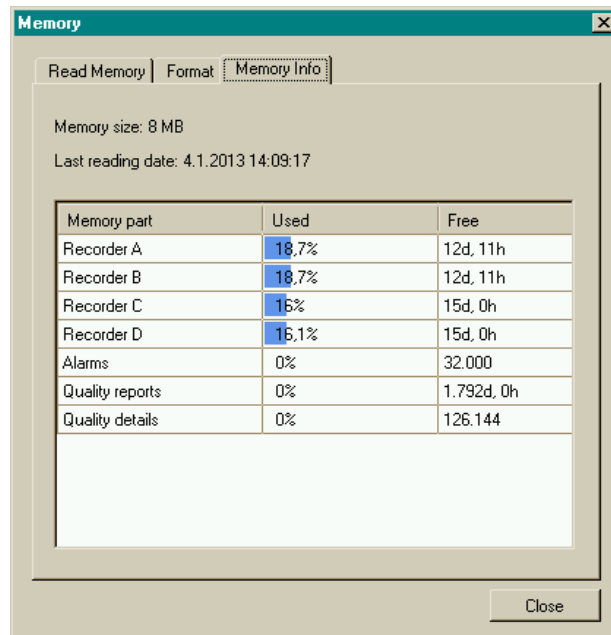 Memory
Read Memory Format Memory Info
Memory size: 8 MB
Last reading date: 4.1.2013 14:09:17
Memory part Used Free
Recorder A 18,7% 12d, 11h
Recorder B 18,7% 12d, 11h
Recorder C 16% 15d, 0h
Recorder D 16,1% 15d, 0h
Alarms 0% 32.000
Quality reports 0% 1.792d, 0h
Quality details 0% 126.144
Close